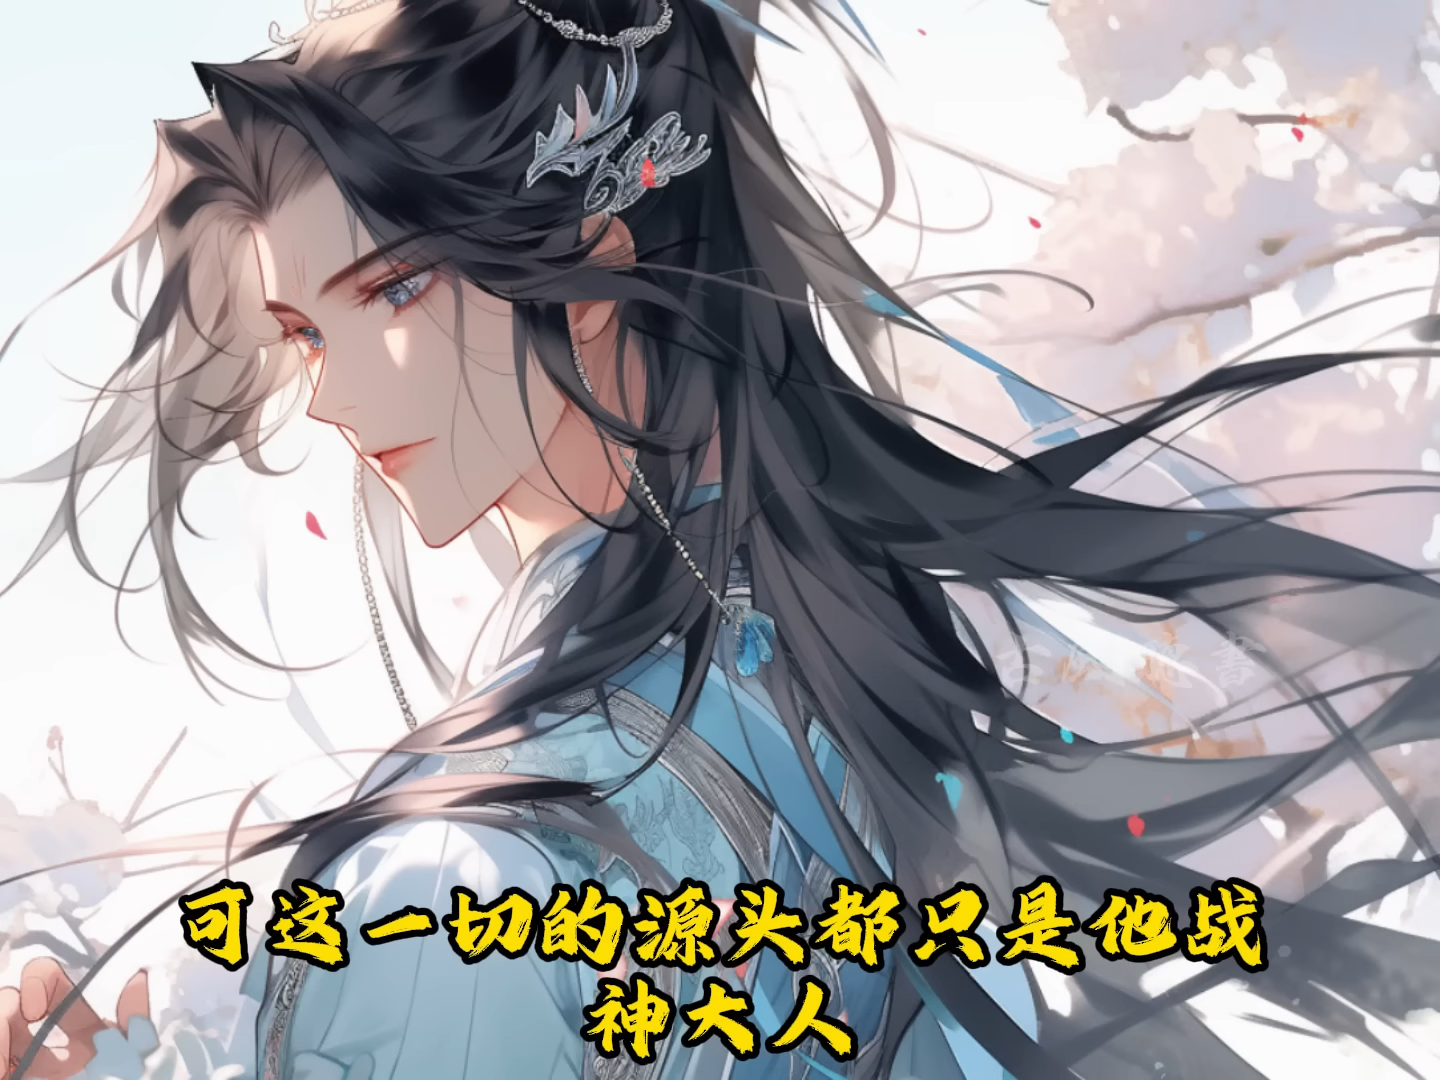 可这一切的源头都只是他战
神大人